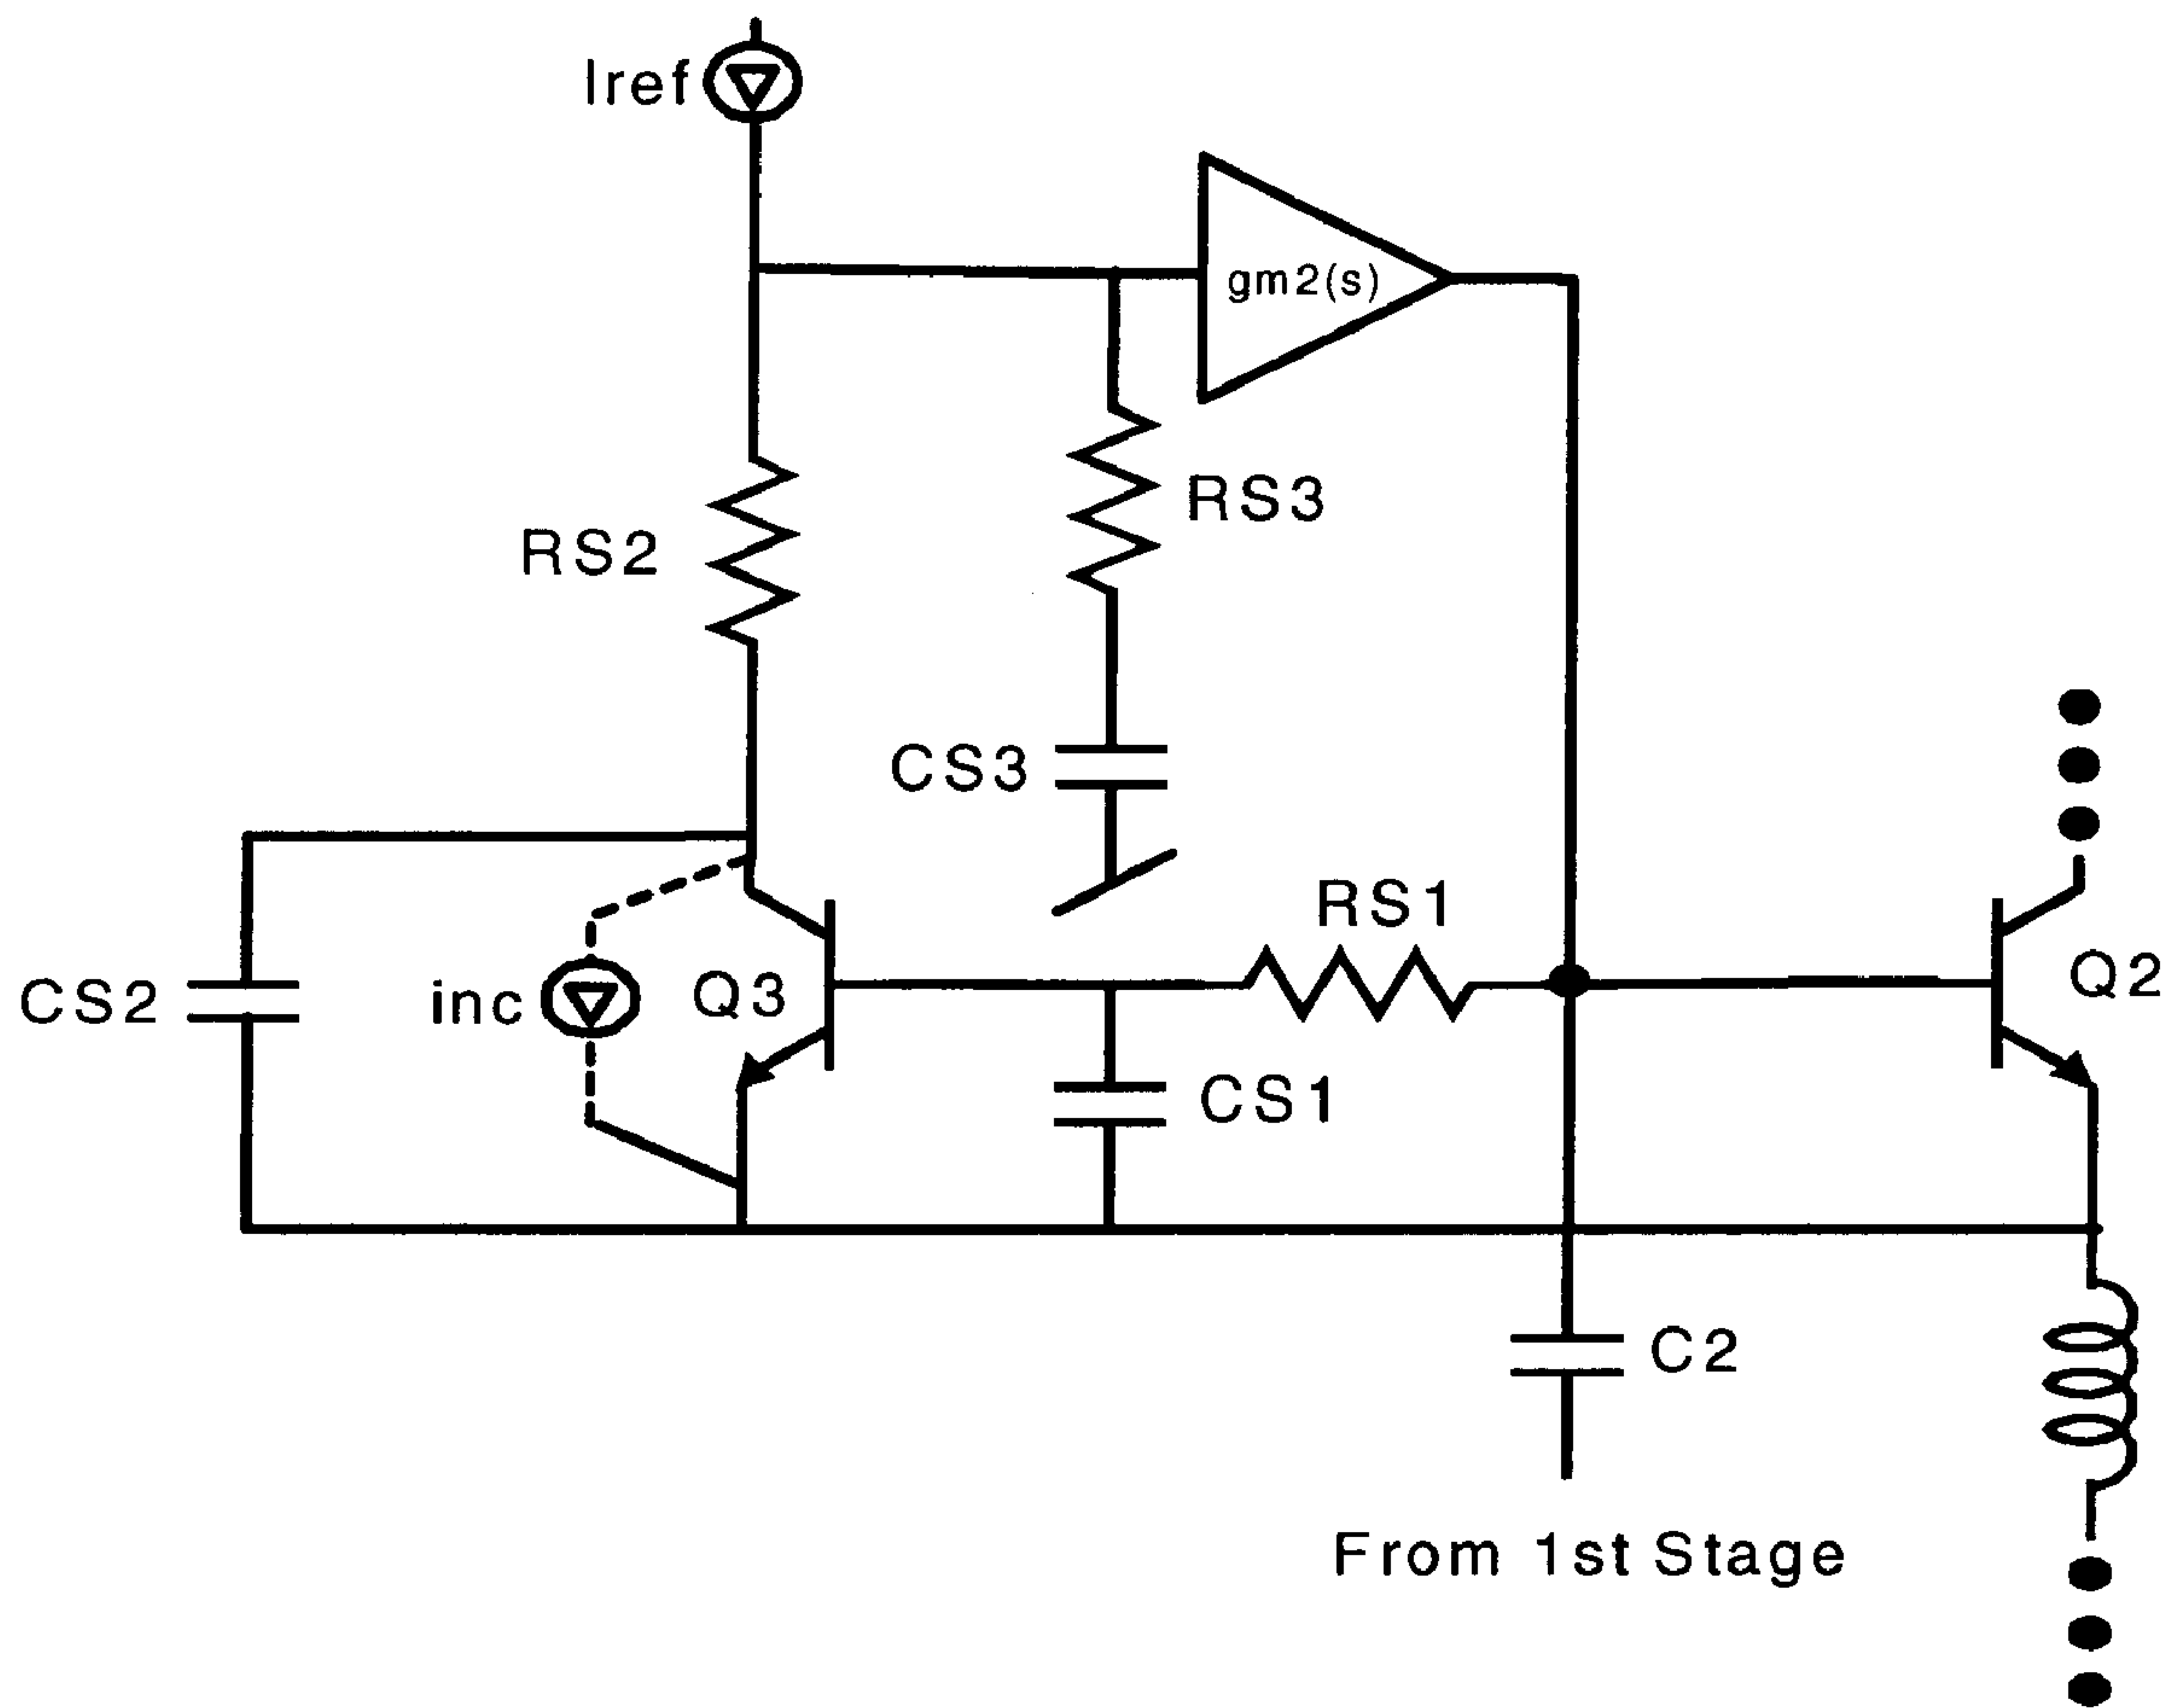 Iref
gm2(s)
RS3
RS2
CS3
RS1
Q2
CS2
inc
Q3
CS1
C2
From 1st Stage